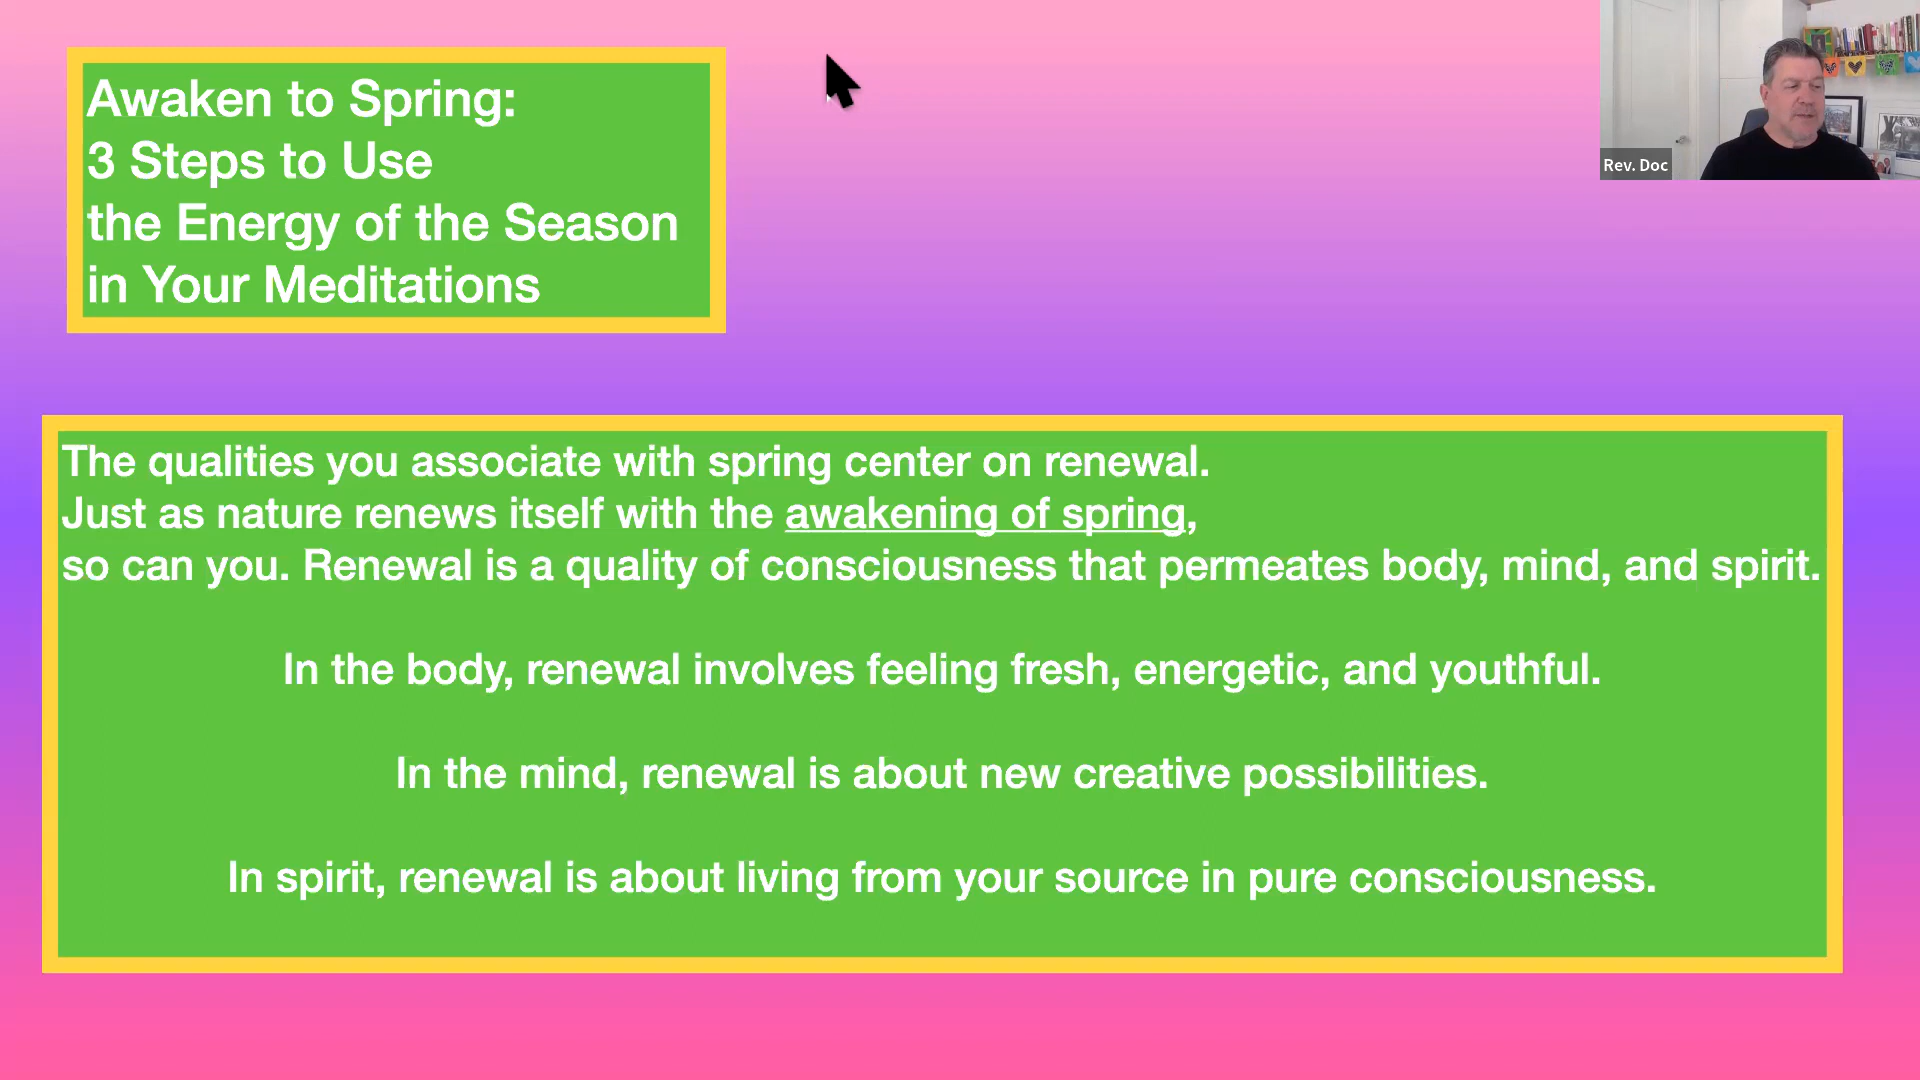 Awaken to Spring:
3 Steps to Use
the Energy of the Season
in Your Meditations
Rev. Doc
The qualities you associate with spring center on renewal.
Just as nature renews itself with the awakening of spring,
so can you. Renewal is a quality of consciousness that permeates body, mind, and spirit.
In the body, renewal involves feeling fresh, energetic, and youthful.
In the mind, renewal is about new creative possibilities.
In spirit, renewal is about living from your source in pure consciousness.